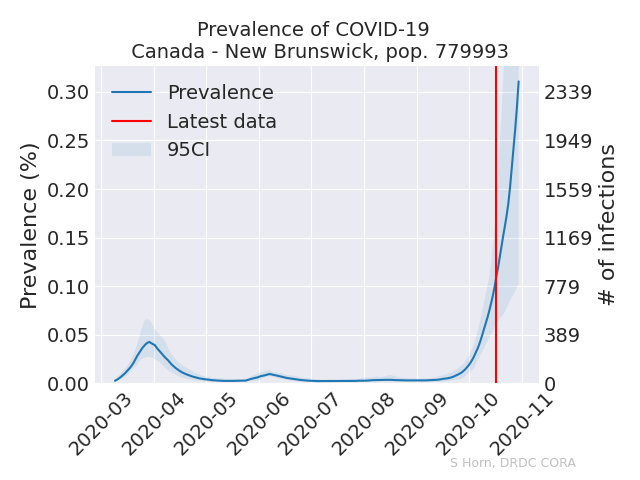 Prevalence of COVID-19
Canada - New Brunswick, pop. 779993
Prevalence
Latest data
95CI
Prevalence (%)
0.30
0.25
0.20
0.15
0.10
0.05
0.00
2339
1949
1559
1169
779
389
0
# of infections
2020-03
2020-04
2020-05
2020-06
2020-07
2020-08
2020-09
2020-10
2020-11
S Horn, DRDC CORA